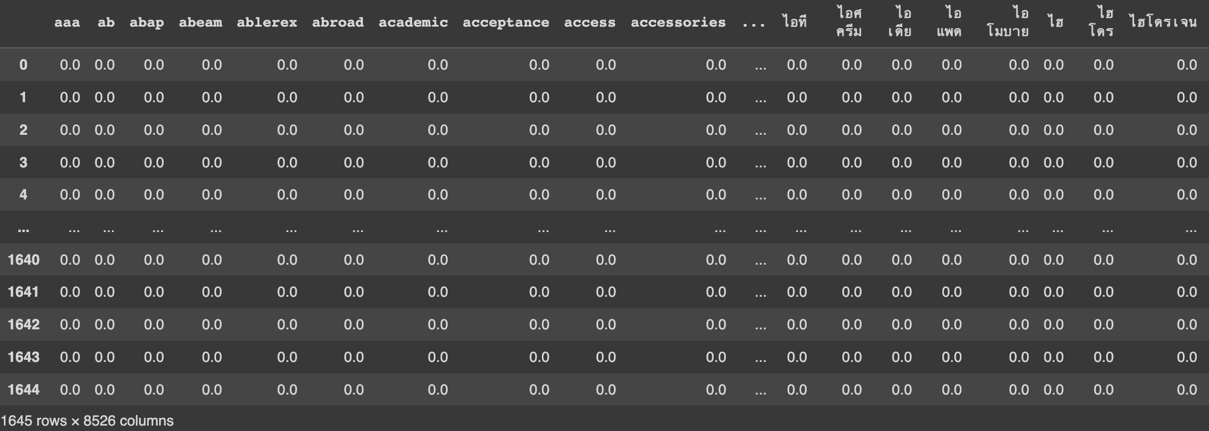 aaa ab abap abeam ablerex abroad academic acceptance access accessories ... ไอที ไอศครีม ไอเดีย ไอแพด ไอโมบาย ไฮ ไฮโดร ไฮโดรเจน
0 0.0 0.0 0.0 0.0 0.0 0.0 0.0 0.0 0.0 0.0 ... 0.0 0.0 0.0 0.0 0.0 0.0 0.0 0.0
1 0.0 0.0 0.0 0.0 0.0 0.0 0.0 0.0 0.0 0.0 ... 0.0 0.0 0.0 0.0 0.0 0.0 0.0 0.0
2 0.0 0.0 0.0 0.0 0.0 0.0 0.0 0.0 0.0 0.0 ... 0.0 0.0 0.0 0.0 0.0 0.0 0.0 0.0
3 0.0 0.0 0.0 0.0 0.0 0.0 0.0 0.0 0.0 0.0 ... 0.0 0.0 0.0 0.0 0.0 0.0 0.0 0.0
4 0.0 0.0 0.0 0.0 0.0 0.0 0.0 0.0 0.0 0.0 ... 0.0 0.0 0.0 0.0 0.0 0.0 0.0 0.0
... ... ... ... ... ... ... ... ... ... ... ... ... ... ... ... ... ... ... ...
1640 0.0 0.0 0.0 0.0 0.0 0.0 0.0 0.0 0.0 0.0 ... 0.0 0.0 0.0 0.0 0.0 0.0 0.0 0.0
1641 0.0 0.0 0.0 0.0 0.0 0.0 0.0 0.0 0.0 0.0 ... 0.0 0.0 0.0 0.0 0.0 0.0 0.0 0.0
1642 0.0 0.0 0.0 0.0 0.0 0.0 0.0 0.0 0.0 0.0 ... 0.0 0.0 0.0 0.0 0.0 0.0 0.0 0.0
1643 0.0 0.0 0.0 0.0 0.0 0.0 0.0 0.0 0.0 0.0 ... 0.0 0.0 0.0 0.0 0.0 0.0 0.0 0.0
1644 0.0 0.0 0.0 0.0 0.0 0.0 0.0 0.0 0.0 0.0 ... 0.0 0.0 0.0 0.0 0.0 0.0 0.0 0.0
1645 rows × 8526 columns